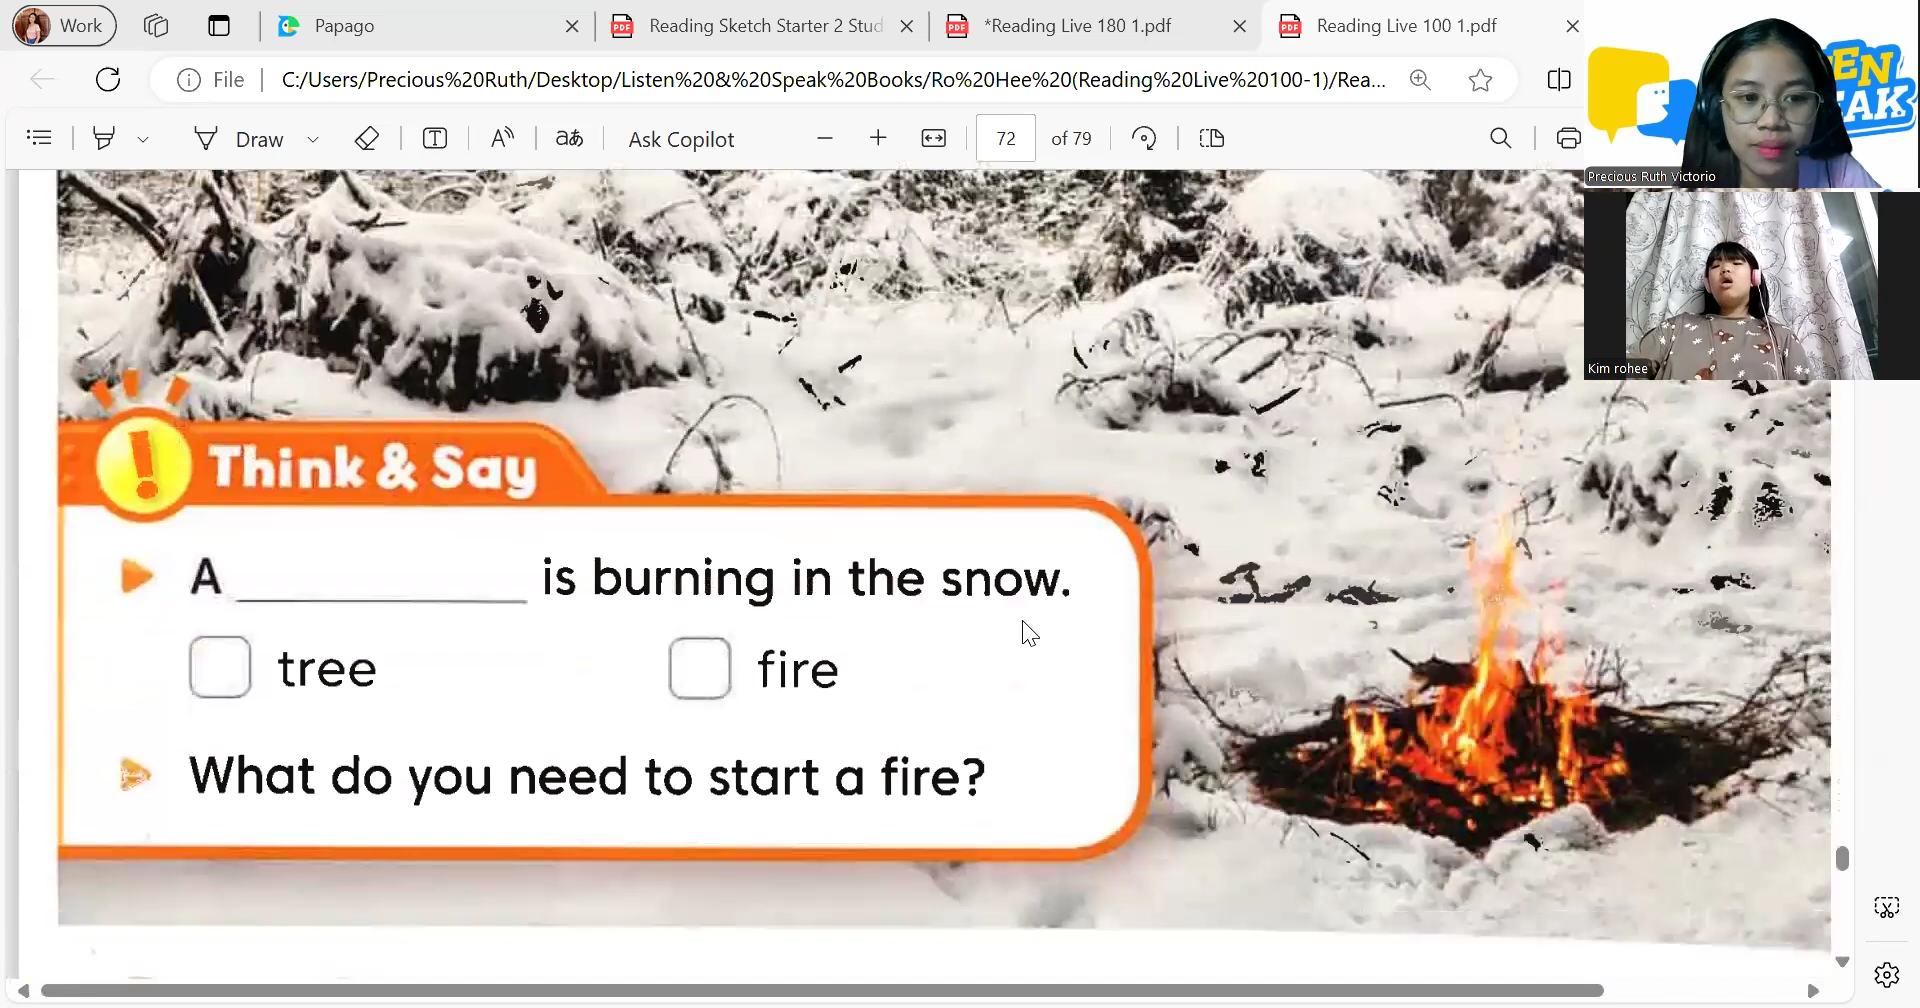 Work
Papago
Reading Sketch Starter 2 Stud
*Reading Live 180 1.pdf
Reading Live 100 1.pdf
File
C:/Users/Precious%20Ruth/Desktop/Listen%20&%20Speak%20Books/Ro%20Hee%20(Reading%20Live%20100-1)/Rea...
Draw
Ask Copilot
72 of 79
EN
EAK
Precious Ruth Victorio
Kim rohee
Think & Say
A __________ is burning in the snow.
tree fire
What do you need to start a fire?